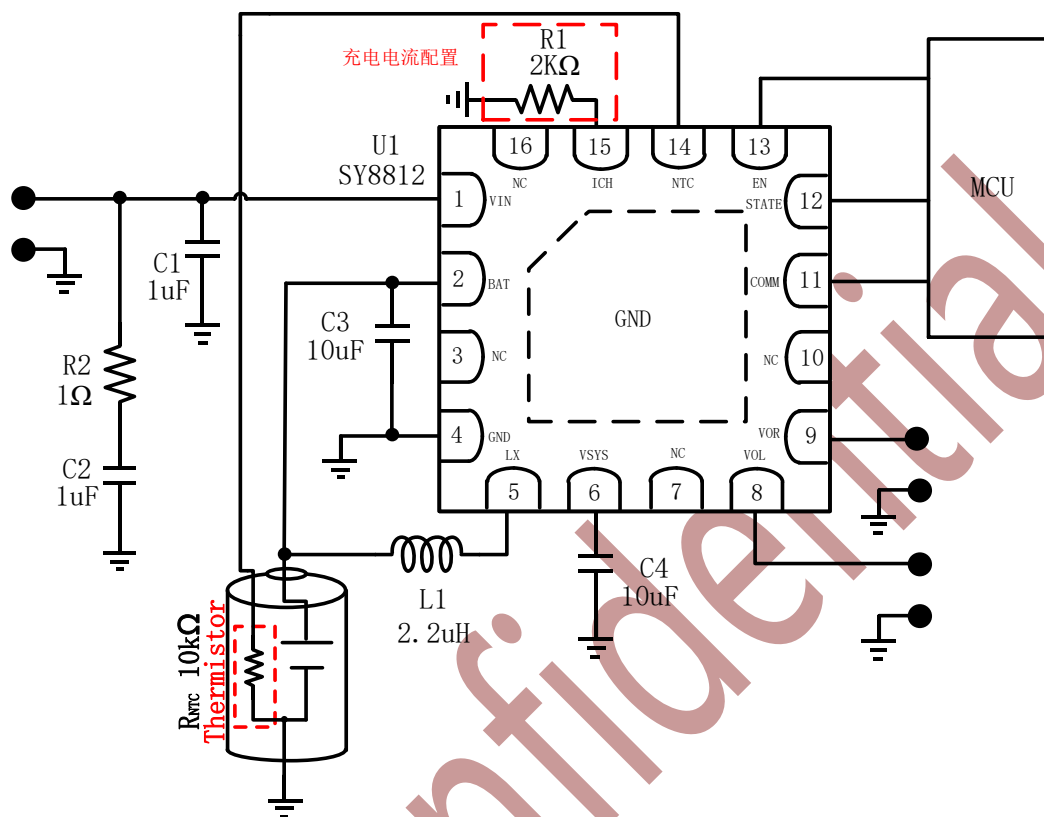 充电电流配置
R1
2KΩ
U1
SY8812
16
15
14
13
NC
ICH
NTC
EN
1
VIN
STATE
12
MCU
C1
1uF
2
BAT
COMM
11
GND
C3
10uF
3
NC
NC
10
R2
1Ω
4
GND
VOR
9
LX
VSYS
NC
VOL
5
6
7
8
C2
1uF
C4
10uF
L1
2.2uH
RNTC 10kΩ
Thermistor
nfidential